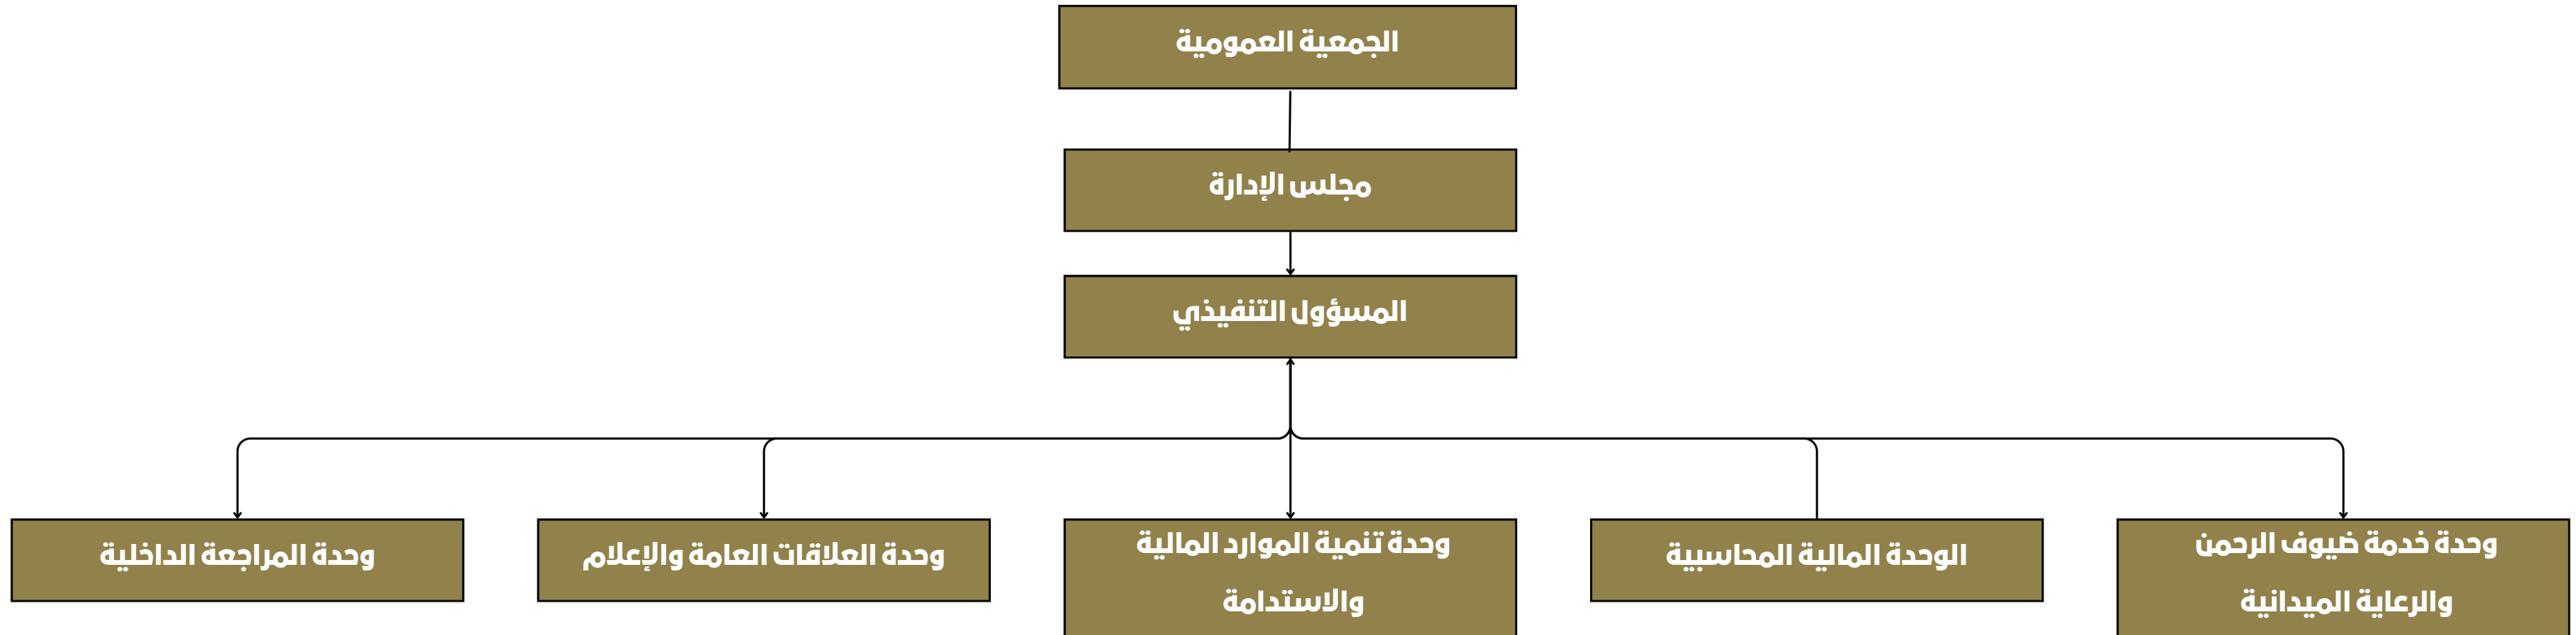 الجمعية العمومية
مجلس الإدارة
المسؤول التنفيذي
وحدة خدمة ضيوف الرحمن
والرعاية الميدانية
الوحدة المالية المحاسبية
وحدة تنمية الموارد المالية
والاستدامة
وحدة العلاقات العامة والإعلام
وحدة المراجعة الداخلية